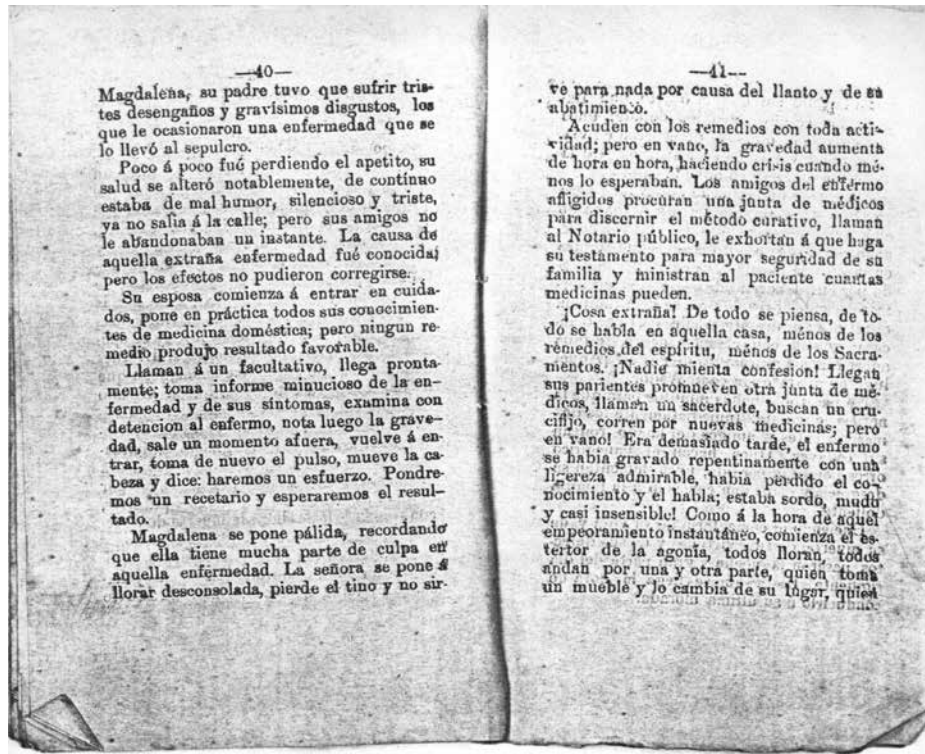 —40—
Magdalena, su padre tuvo que sufrir tris-
tes desengaños y gravísimos disgustos, los
que le ocasionaron una enfermedad que se
lo llevó al sepulcro.
Poco á poco fué perdiendo el apetito, su
salud se alteró notablemente, de contínuo
estaba de mal humor, silencioso y triste,
ya no salia á la calle; pero sus amigos no
le abandonaban un instante. La causa de
aquella extraña enfermedad fué conocida;
pero los efectos no pudieron corregirse.
Su esposa comienza á entrar en cuida-
dos, pone en práctica todos sus conocimien-
tes de medicina doméstica; pero ningun re-
medio produjo resultado favorable.
Llaman á un facultativo, llega pronta-
mente; toma informe minucioso de la en-
fermedad y de sus síntomas, examina con
detencion al enfermo, nota luego la grave-
dad, sale un momento afuera, vuelve á en-
trar, toma de nuevo el pulso, mueve la ca-
beza y dice: haremos un esfuerzo. Pondre-
mos un recetario y esperaremos el resul-
tado.
Magdalena se pone pálida, recordando
que ella tiene mucha parte de culpa en
aquella enfermedad. La señora se pone á
llorar desconsolada, pierde el tino y no sir-
—41—
ve para nada por causa del llanto y de su
abatimiento.
Acuden con los remedios con toda acti-
vidad; pero en vano, la gravedad aumenta
de hora en hora, haciendo crísis cuando mé-
nos lo esperaban. Los amigos del enfermo
afligidos procuran una junta de médicos
para discernir el método curativo, llaman
al Notario público, le exhortan á que haga
su testamento para mayor seguridad de su
familia y ministran al paciente cuantas
medicinas pueden.
¡Cosa extraña! De todo se piensa, de to-
do se habla en aquella casa, ménos de los
remedios del espíritu, ménos de los Sacra-
mentos. ¡Nadie mienta confesion! Llegan
sus parientes promueven otra junta de mé-
dicos, llaman un sacerdote, buscan un cru-
cifijo, corren por nuevas medicinas; pero
en vano! Era demasiado tarde, el enfermo
se habia gravado repentinamente con una
ligereza admirable, habia perdido el co-
nocimiento y el habla; estaba sordo, mudo
y casi insensible! Como á la hora de aquel
empeoramiento instantáneo, comienza el es-
tertor de la agonía, todos lloran, todos
andan por una y otra parte, quién toma
un mueble y lo cambia de su lugar, quien